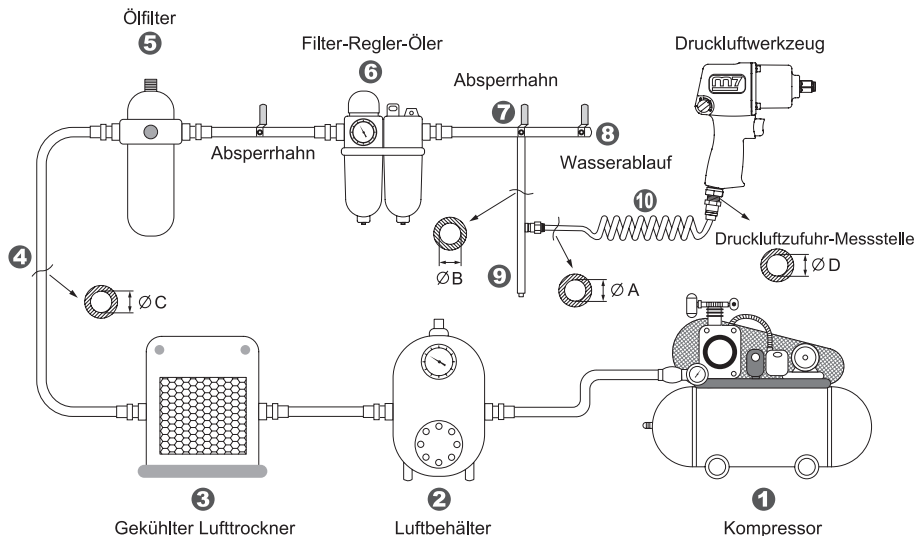 Ölfilter
5
Filter-Regler-Öler
6
Druckluftwerkzeug
m7
Absperrhahn
7
8
Absperrhahn
Wasserablauf
10
4
9
Druckluftzufuhr-Messstelle
Ø B
Ø A
Ø D
Ø C
3
2
1
Gekühlter Lufttrockner
Luftbehälter
Kompressor